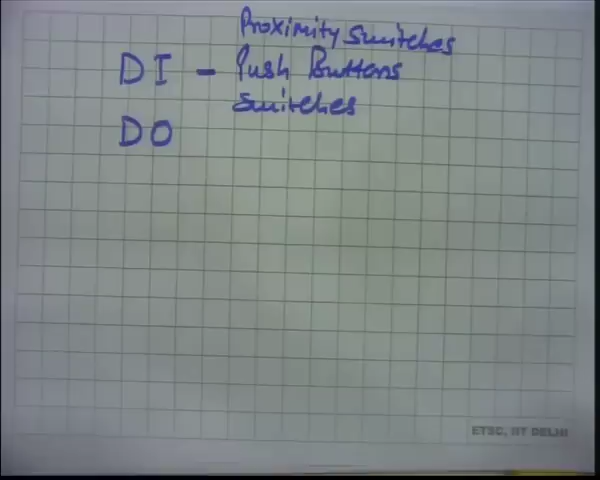 Proximity Switches
DI - Push Buttons
Switches
DO
ETSC, IIT DELHI